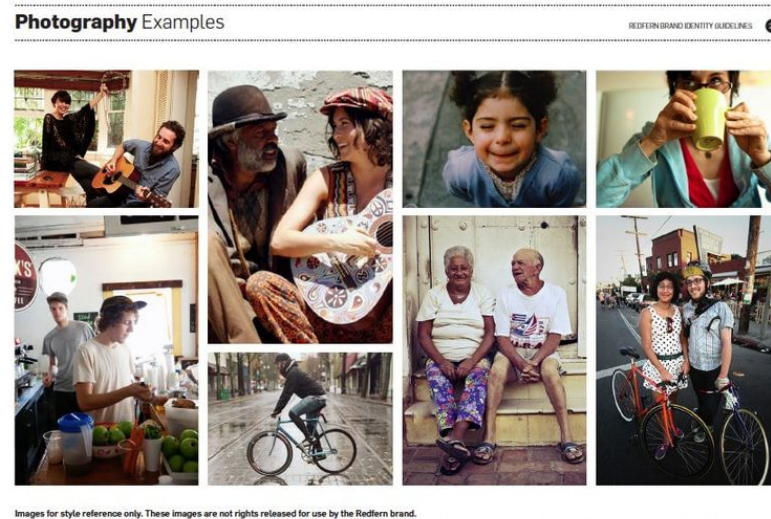 Photography Examples
REDFERN BRAND IDENTITY GUIDELINES
X'S
Images for style reference only. These images are not rights released for use by the Redfern brand.